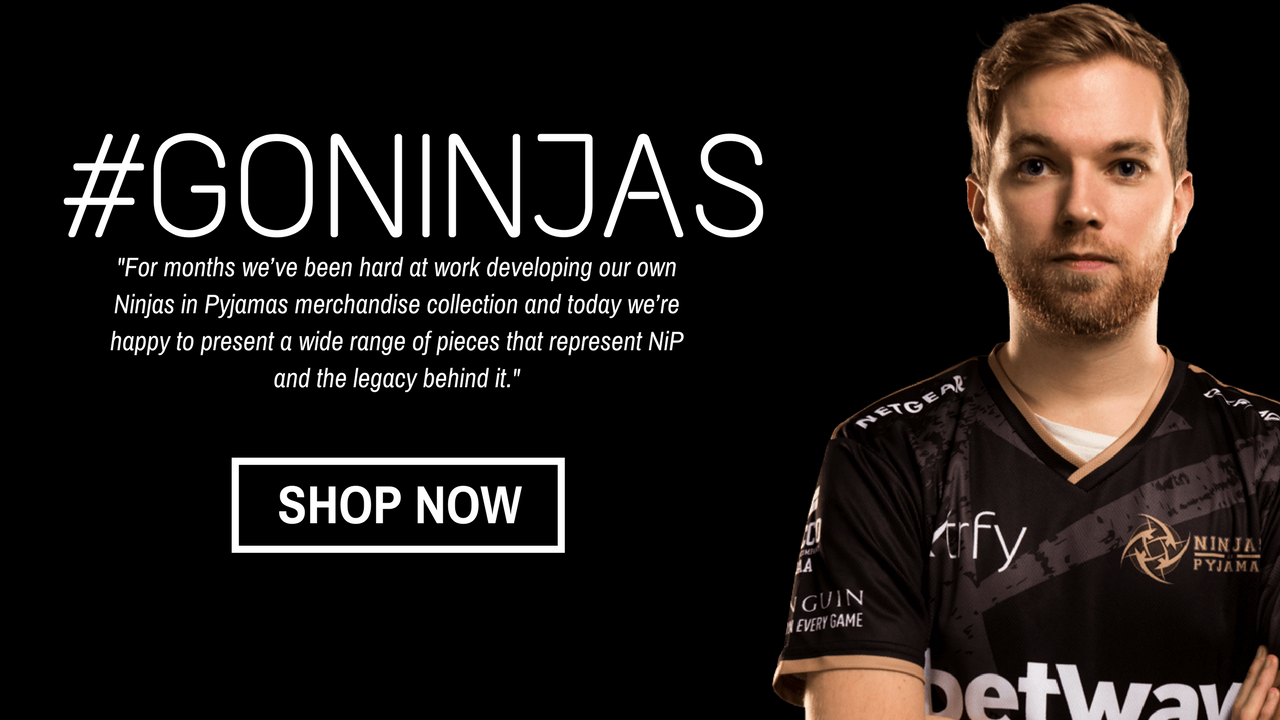 #GONINJAS
"For months we’ve been hard at work developing our own
Ninjas in Pyjamas merchandise collection and today we’re
happy to present a wide range of pieces that represent NiP
and the legacy behind it."
SHOP NOW
NETGEAR
xtrfy
NINJAS
PYJAMA
NGUIN
EVERY GAME
betway